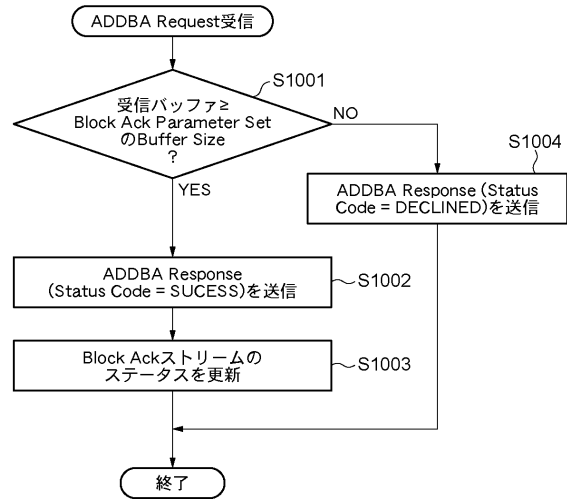 ADDBA Request受信
S1001
受信バッファ≥
Block Ack Parameter Set
のBuffer Size
?
NO
YES
S1004
ADDBA Response (Status
Code = DECLINED)を送信
ADDBA Response
(Status Code = SUCESS)を送信
S1002
Block Ackストリームの
ステータスを更新
S1003
終了